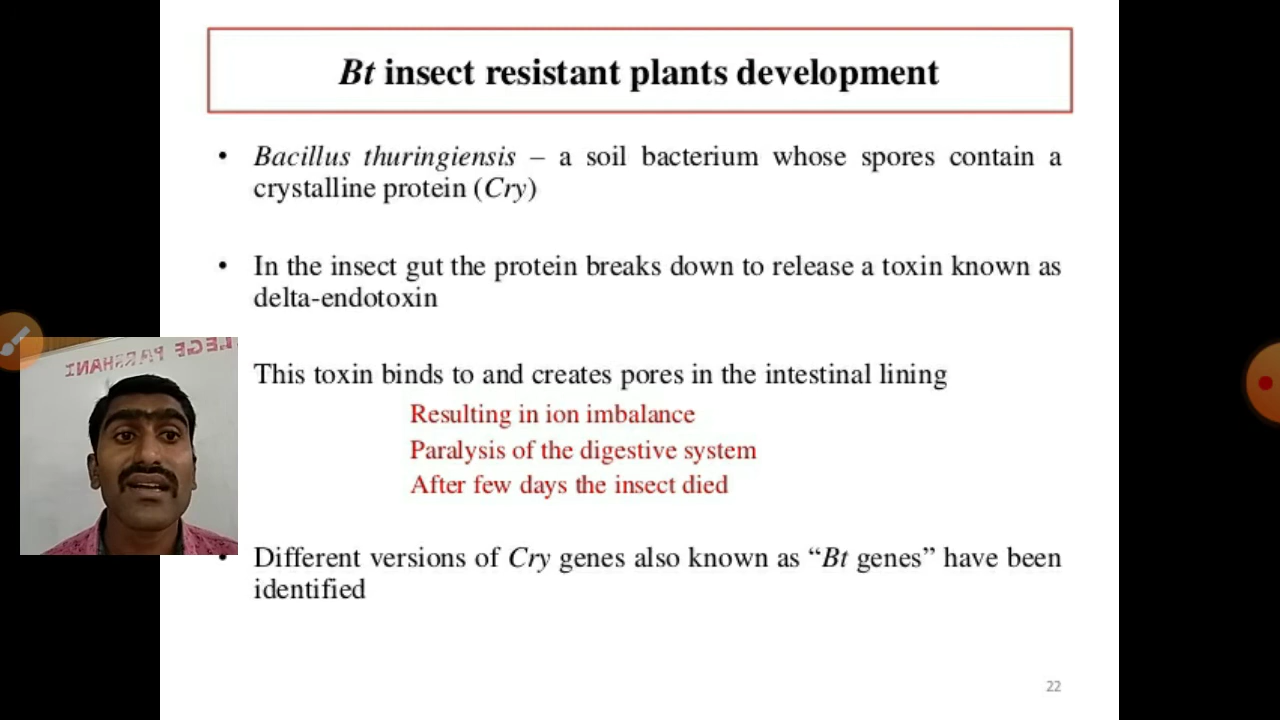 Bt insect resistant plants development
• Bacillus thuringiensis – a soil bacterium whose spores contain a
crystalline protein (Cry)
• In the insect gut the protein breaks down to release a toxin known as
delta-endotoxin
This toxin binds to and creates pores in the intestinal lining
Resulting in ion imbalance
Paralysis of the digestive system
After few days the insect died
• Different versions of Cry genes also known as “Bt genes” have been
identified
22